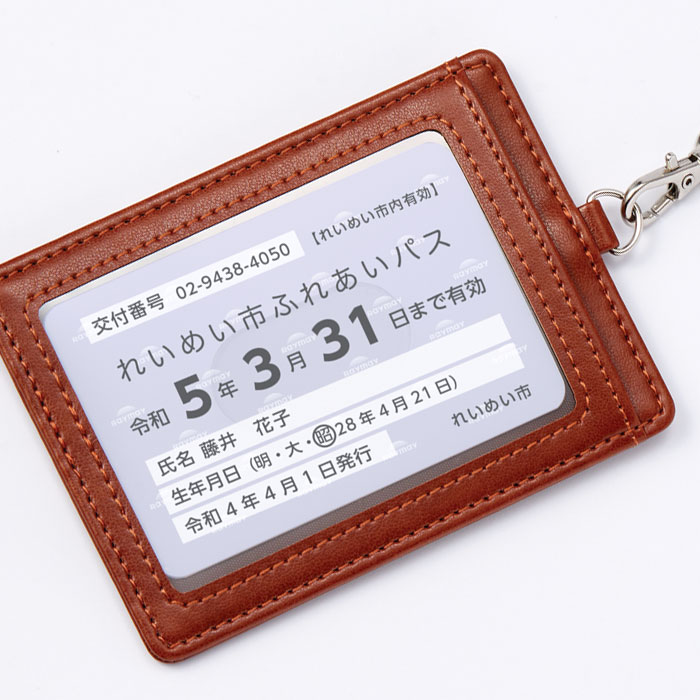 【れいめい市内有効】
交付番号 02-9438-4050
れいめい市ふれあいパス
令和 5年 3月 31日まで有効
氏名 藤井 花子
生年月日（明・大・昭28年4月21日）
令和4年4月1日発行
れいめい市